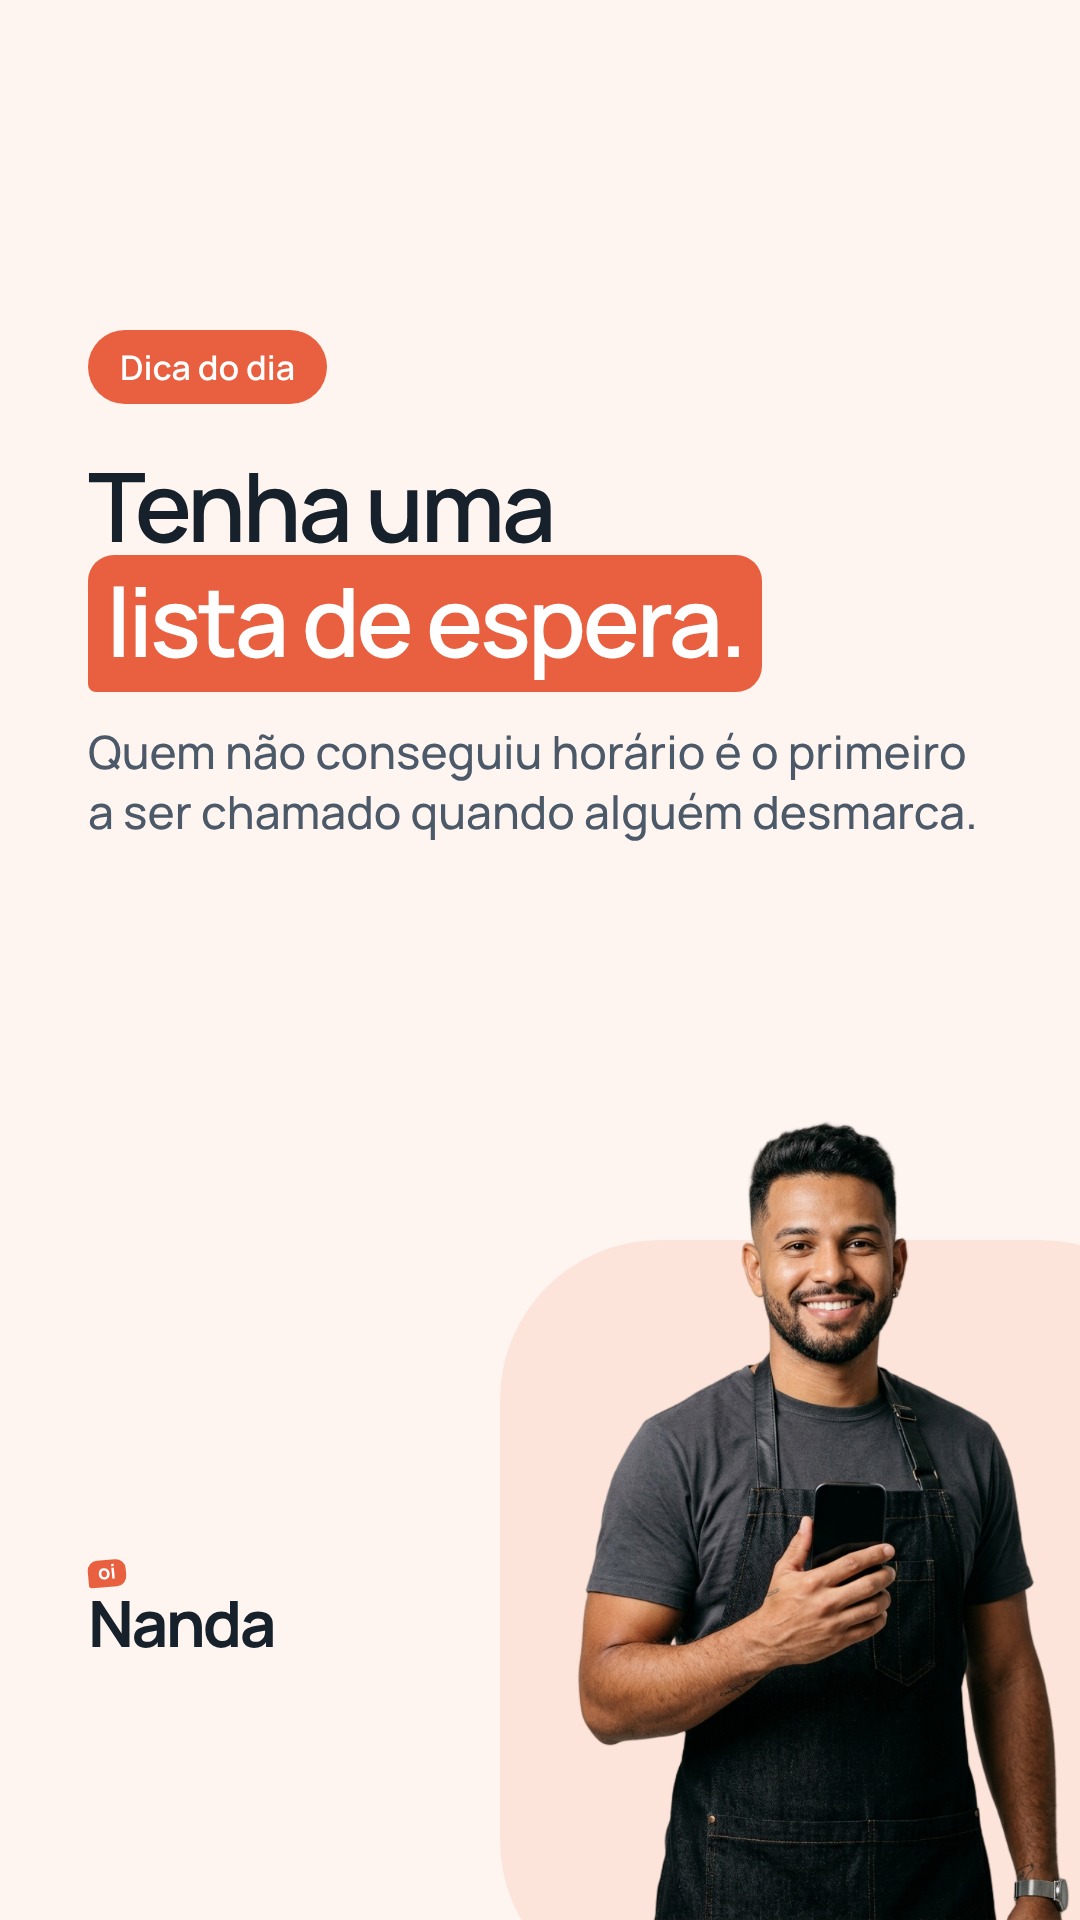 Dica do dia
Tenha uma
lista de espera.
Quem não conseguiu horário é o primeiro
a ser chamado quando alguém desmarca.
oi
Nanda